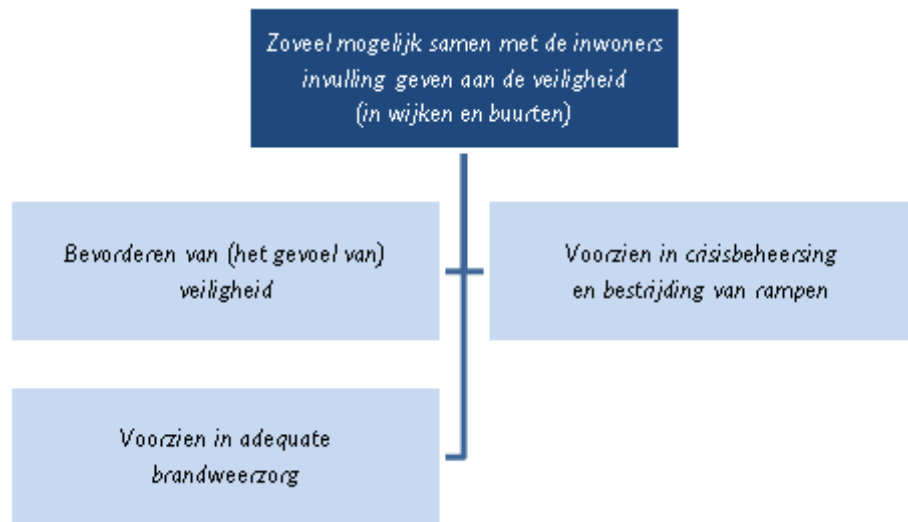 Zoveel mogelijk samen met de inwoners
invulling geven aan de veiligheid
(in wijken en buurten)
Bevorderen van (het gevoel van)
veiligheid
Voorzien in crisisbeheersing
en bestrijding van rampen
Voorzien in adequate
brandweerzorg